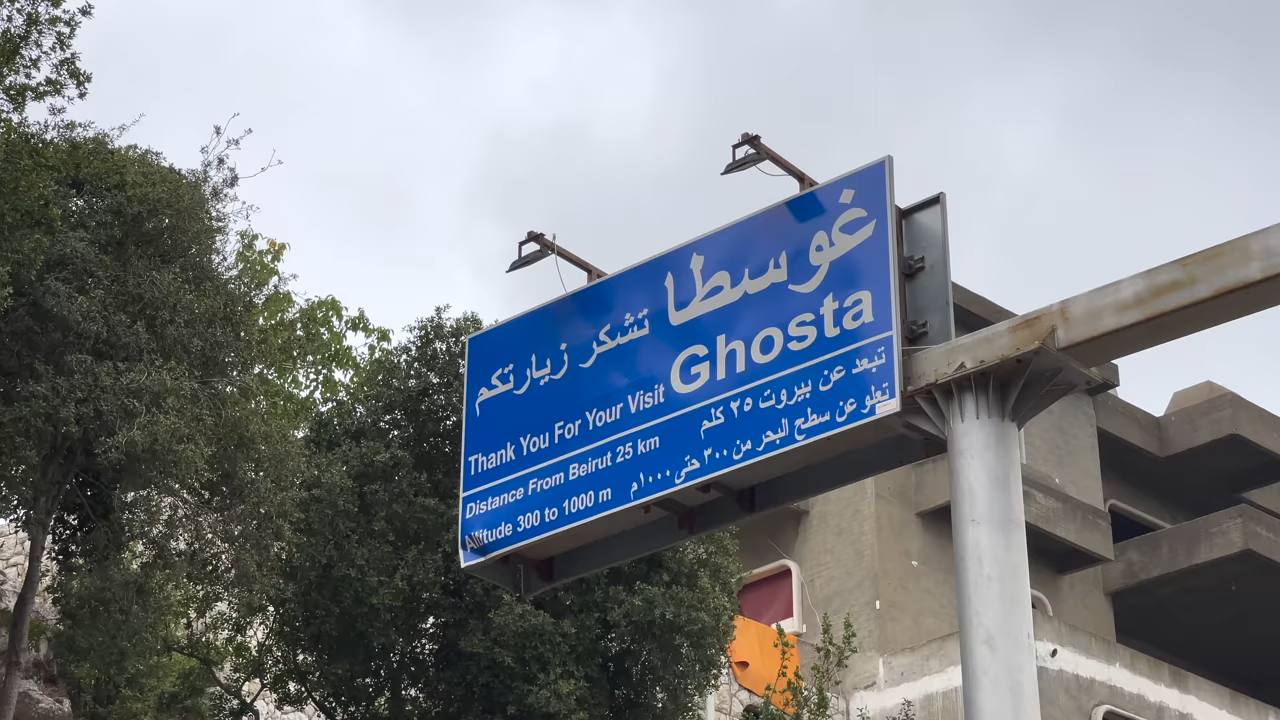 غوسطا تشكر زيارتكم
Thank You For Your Visit Ghosta
تبعد عن بيروت ٢٥ كلم
Distance From Beirut 25 km
تعلو عن سطح البحر من ٣٠٠ حتى ١٠٠٠م
Altitude 300 to 1000 m